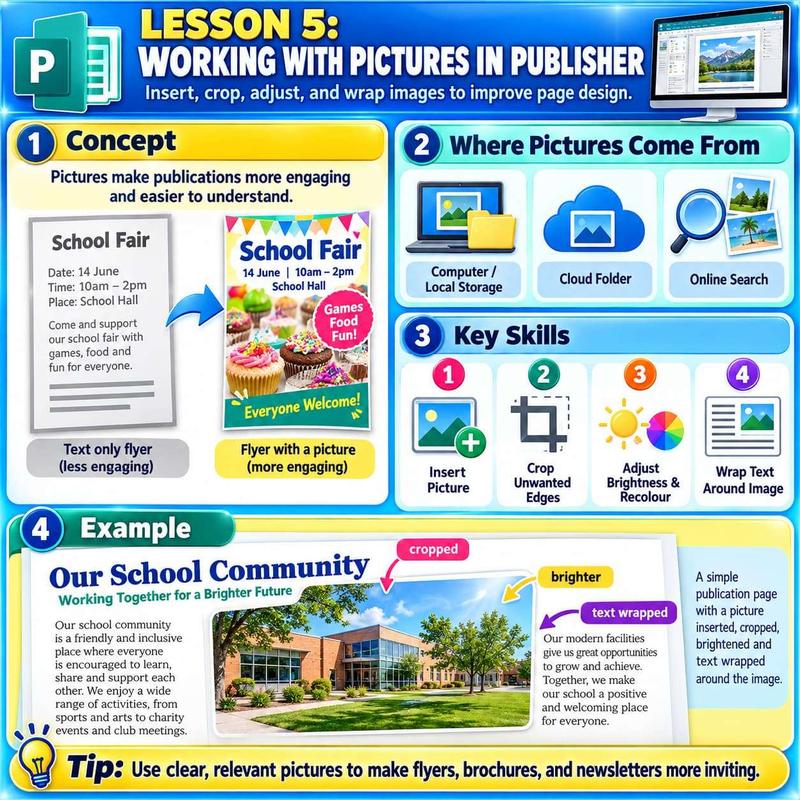 P
LESSON 5:
WORKING WITH PICTURES IN PUBLISHER
Insert, crop, adjust, and wrap images to improve page design.
1 Concept
Pictures make publications more engaging
and easier to understand.
School Fair
Date: 14 June
Time: 10am – 2pm
Place: School Hall
Come and support
our school fair with
games, food and
fun for everyone.
Text only flyer
(less engaging)
School Fair
14 June | 10am – 2pm
School Hall
Games
Food
Fun!
Everyone Welcome!
Flyer with a picture
(more engaging)
2 Where Pictures Come From
Computer /
Local Storage
Cloud Folder
Online Search
3 Key Skills
1
Insert
Picture
2
Crop
Unwanted
Edges
3
Adjust
Brightness &
Recolour
4
Wrap Text
Around Image
4 Example
Our School Community
Working Together for a Brighter Future
Our school community
is a friendly and inclusive
place where everyone
is encouraged to learn,
share and support each
other. We enjoy a wide
range of activities, from
sports and arts to charity
events and club meetings.
cropped
brighter
text wrapped
Our modern facilities
give us great opportunities
to grow and achieve.
Together, we make
our school a positive
and welcoming place
for everyone.
A simple
publication page
with a picture
inserted, cropped,
brightened and
text wrapped
around the image.
Tip: Use clear, relevant pictures to make flyers, brochures, and newsletters more inviting.